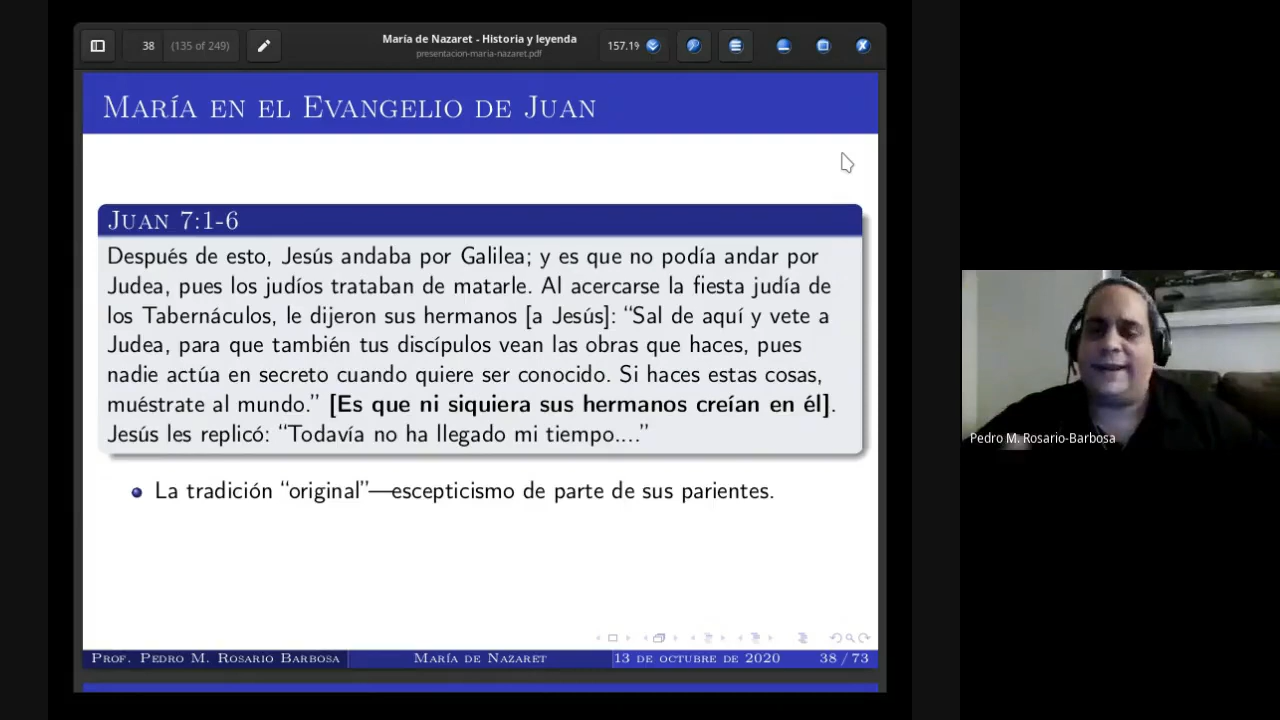 38
(135 of 249)
María de Nazaret - Historia y leyenda
presentacion-maria-nazaret.pdf
157.19
María en el Evangelio de Juan
Juan 7:1-6
Después de esto, Jesús andaba por Galilea; y es que no podía andar por
Judea, pues los judíos trataban de matarle. Al acercarse la fiesta judía de
los Tabernáculos, le dijeron sus hermanos [a Jesús]: “Sal de aquí y vete a
Judea, para que también tus discípulos vean las obras que haces, pues
nadie actúa en secreto cuando quiere ser conocido. Si haces estas cosas,
muéstrate al mundo.” [Es que ni siquiera sus hermanos creían en él].
Jesús les replicó: “Todavía no ha llegado mi tiempo....”
La tradición “original”—escepticismo de parte de sus parientes.
Prof. Pedro M. Rosario Barbosa
María de Nazaret
13 de octubre de 2020
38 / 73
Pedro M. Rosario-Barbosa